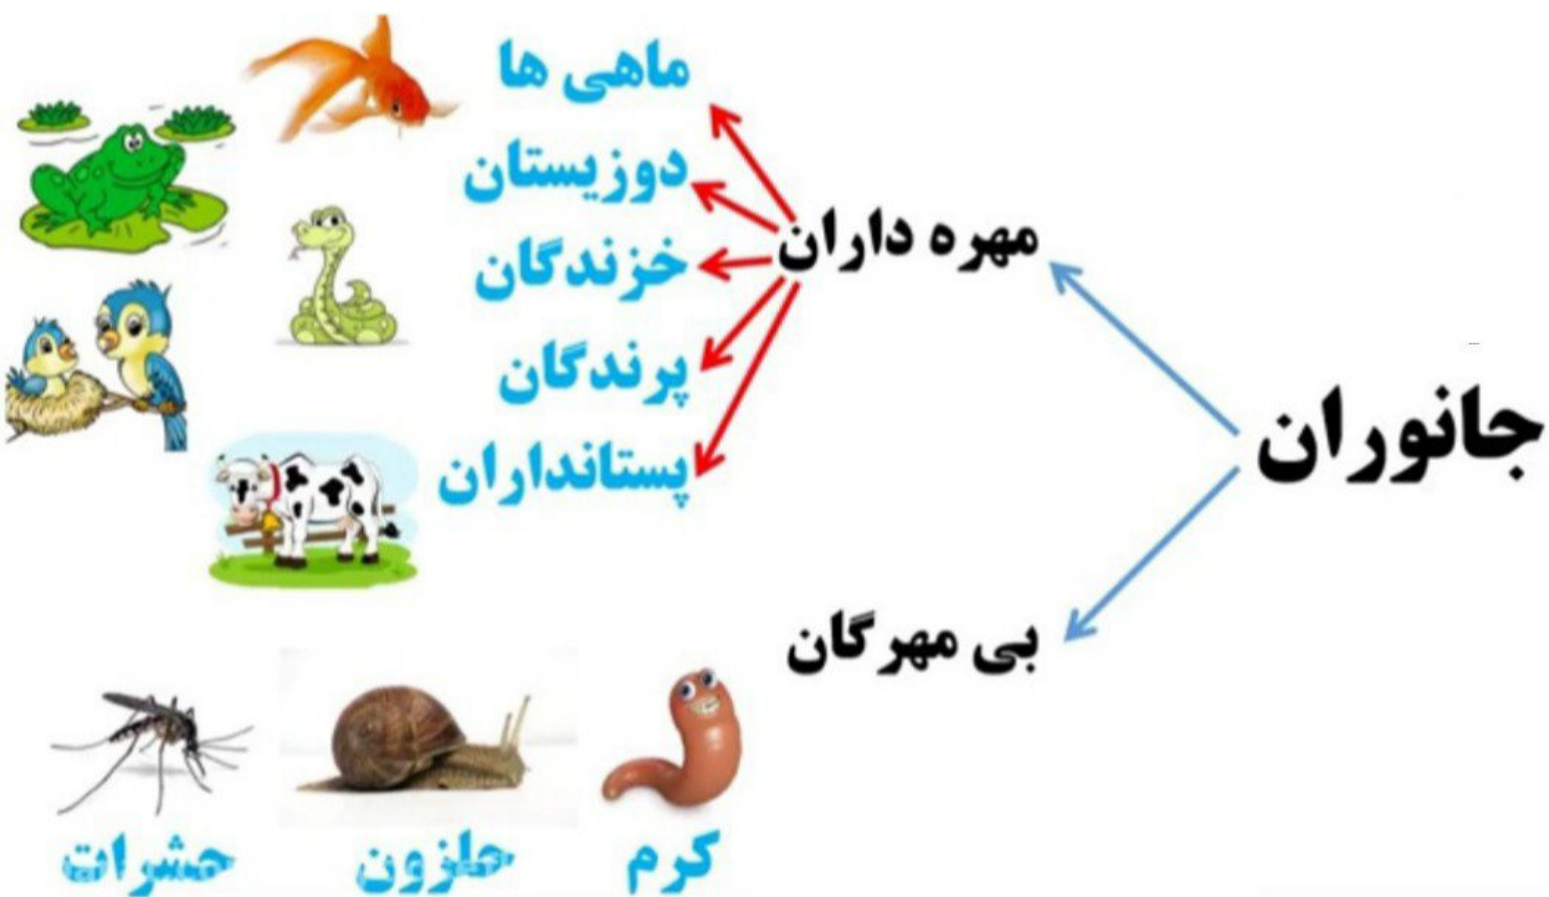 جانوران
مهره داران
ماهی ها
دوزیستان
خزندگان
پرندگان
پستانداران
بی مهرگان
کرم
حلزون
حشرات